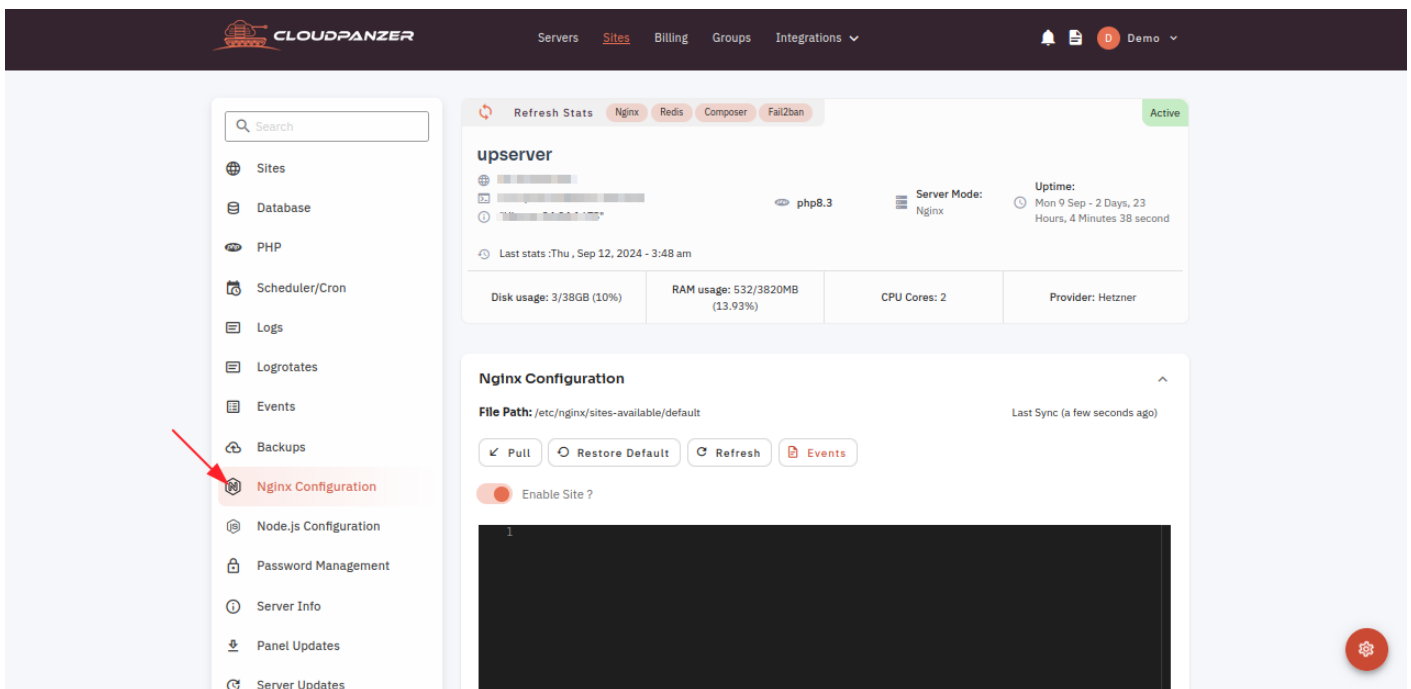 CLOUDPANZER
Servers Sites Billing Groups Integrations
D Demo
Search
Sites
Database
PHP
Scheduler/Cron
Logs
Logrotates
Events
Backups
Nginx Configuration
Node.js Configuration
Password Management
Server Info
Panel Updates
Server Updates
Refresh Stats Nginx Redis Composer Fail2ban
Active
upserver
php
php8.3
Server Mode:
Nginx
Uptime:
Mon 9 Sep - 2 Days, 23
Hours, 4 Minutes 38 second
Last stats :Thu , Sep 12, 2024 - 3:48 am
Disk usage: 3/38GB (10%)
RAM usage: 532/3820MB
(13.93%)
CPU Cores: 2
Provider: Hetzner
Nginx Configuration
File Path: /etc/nginx/sites-available/default
Last Sync (a few seconds ago)
Pull Restore Default Refresh Events
Enable Site ?
1